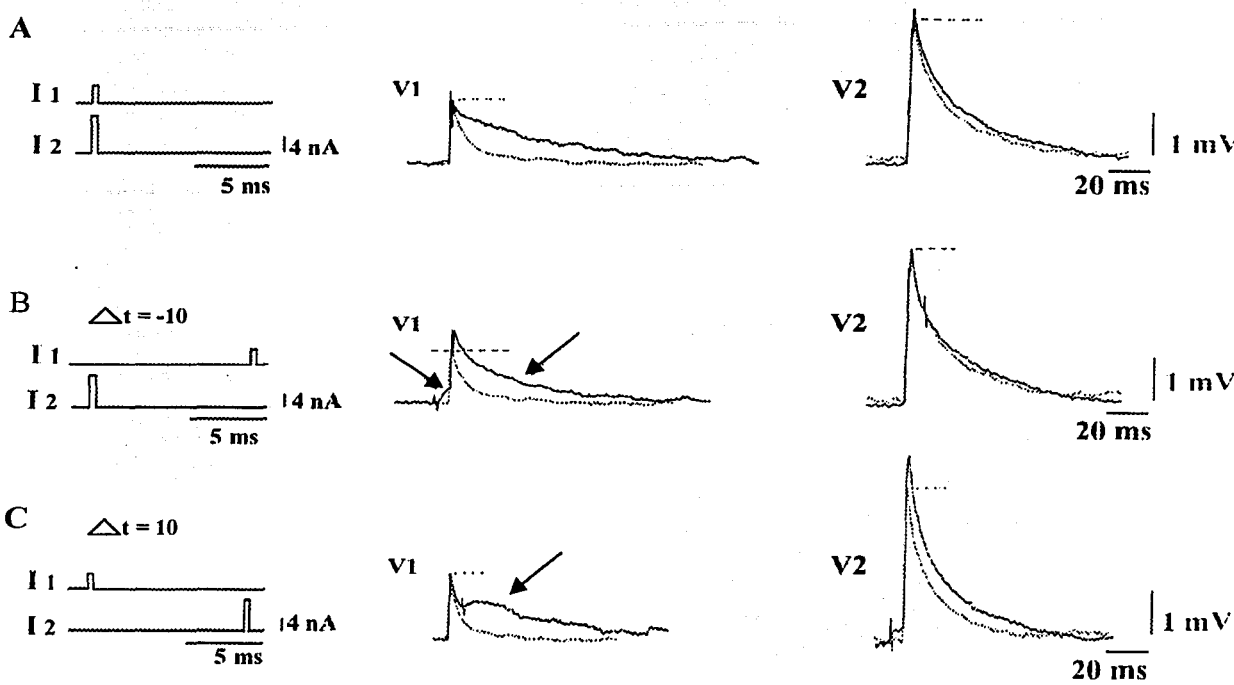 A
I 1
I 2
4 nA
5 ms
V1
V2
1 mV
20 ms
B
△t = -10
I 1
I 2
4 nA
5 ms
V1
V2
1 mV
20 ms
C
△t = 10
I 1
I 2
4 nA
5 ms
V1
V2
1 mV
20 ms